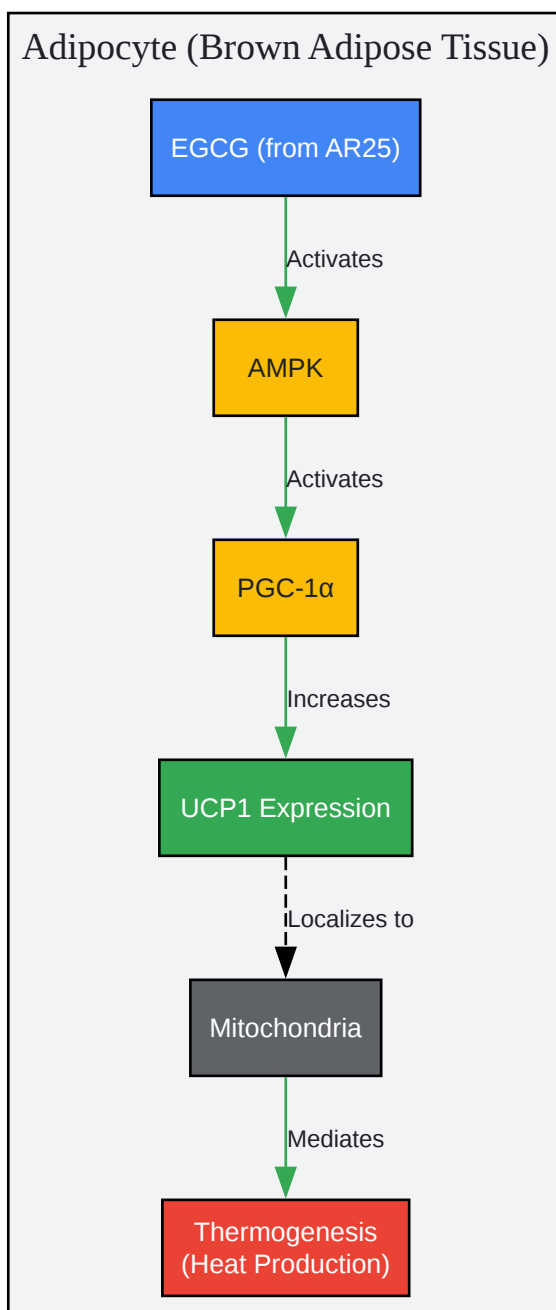 Adipocyte (Brown Adipose Tissue)
EGCG (from AR25)
Activates
AMPK
Activates
PGC-1α
Increases
UCP1 Expression
Localizes to
Mitochondria
Mediates
Thermogenesis
(Heat Production)